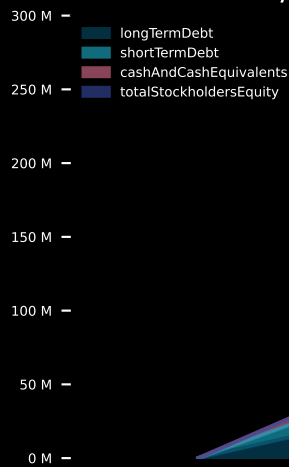 300 M
longTermDebt
shortTermDebt
cashAndCashEquivalents
250 M
totalStockholdersEquity
200 M
150 M
100 M
50 M
0 M